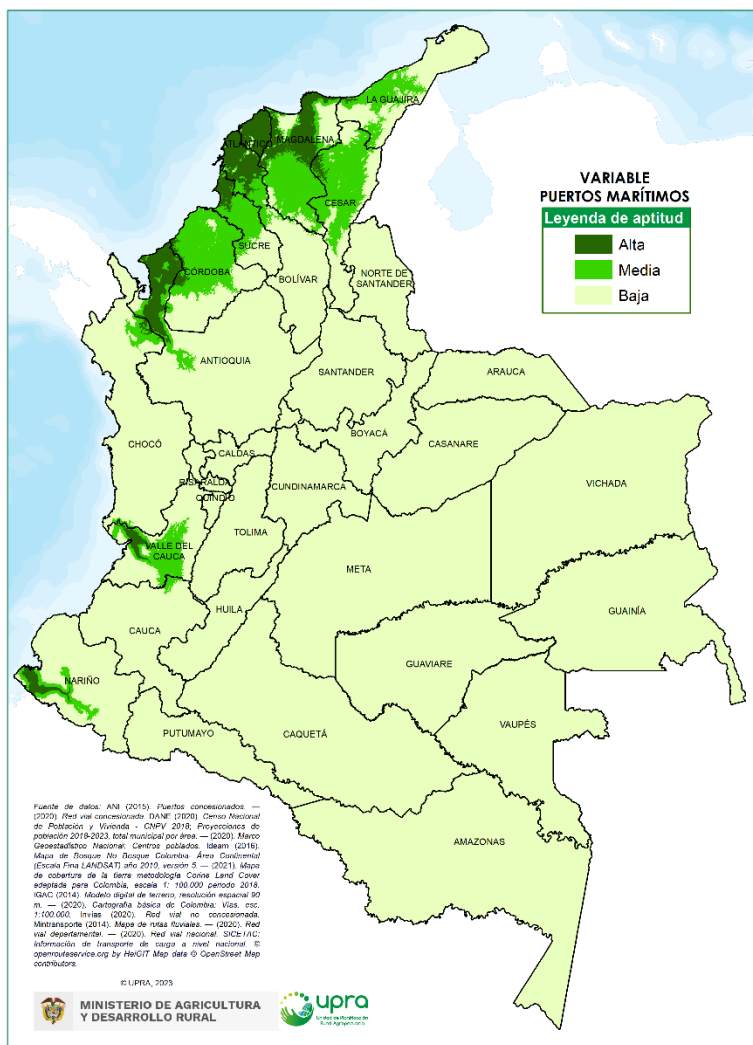 VARIABLE
PUERTOS MARÍTIMOS
Leyenda de aptitud
Alta
Media
Baja
LA GUAJIRA
MAGDALENA
ATLÁNTICO
CESAR
SUCRE
CÓRDOBA
BOLÍVAR
NORTE DE
SANTANDER
ANTIOQUIA
SANTANDER
ARAUCA
BOYACÁ
CASANARE
CHOCÓ
CALDAS
RISARALDA
QUINDÍO
CUNDINAMARCA
VICHADA
TOLIMA
VALLE DEL
CAUCA
META
HUILA
GUAINÍA
CAUCA
GUAVIARE
NARIÑO
VAUPÉS
PUTUMAYO
CAQUETÁ
AMAZONAS
Fuente de datos: ANI (2015). Puertos concesionados. —
(2020). Red vial concesionada. DANE (2020). Censo Nacional
de Población y Vivienda - CNPV 2018; Proyecciones de
población 2018-2023, total municipal por área. — (2020). Marco
Geoestadístico Nacional. Centros poblados. Ideam (2016).
Mapa de Bosque No Bosque Colombia- Área Continental
(Escala Fina LANDSAT) año 2010, versión 5. — (2021). Mapa
de cobertura de la tierra metodología Corine Land Cover
adaptada para Colombia, escala 1: 100.000 periodo 2018.
IGAC (2014). Modelo digital de terreno, resolución espacial 90
m. — (2020). Cartografía básica de Colombia: Vías, esc.
1:100.000. Invias (2020). Red vial no concesionada.
Mintransporte (2014). Mapa de rutas fluviales. — (2020). Red
vial departamental. — (2020). Red vial nacional. SICETAC:
Información de transporte de carga a nivel nacional. ©
openrouteservice.org by HeiGIT Map data © OpenStreet Map
contributors.
© UPRA, 2023
MINISTERIO DE AGRICULTURA
Y DESARROLLO RURAL
upra
Unidad de Planificación
Rural Agropecuaria